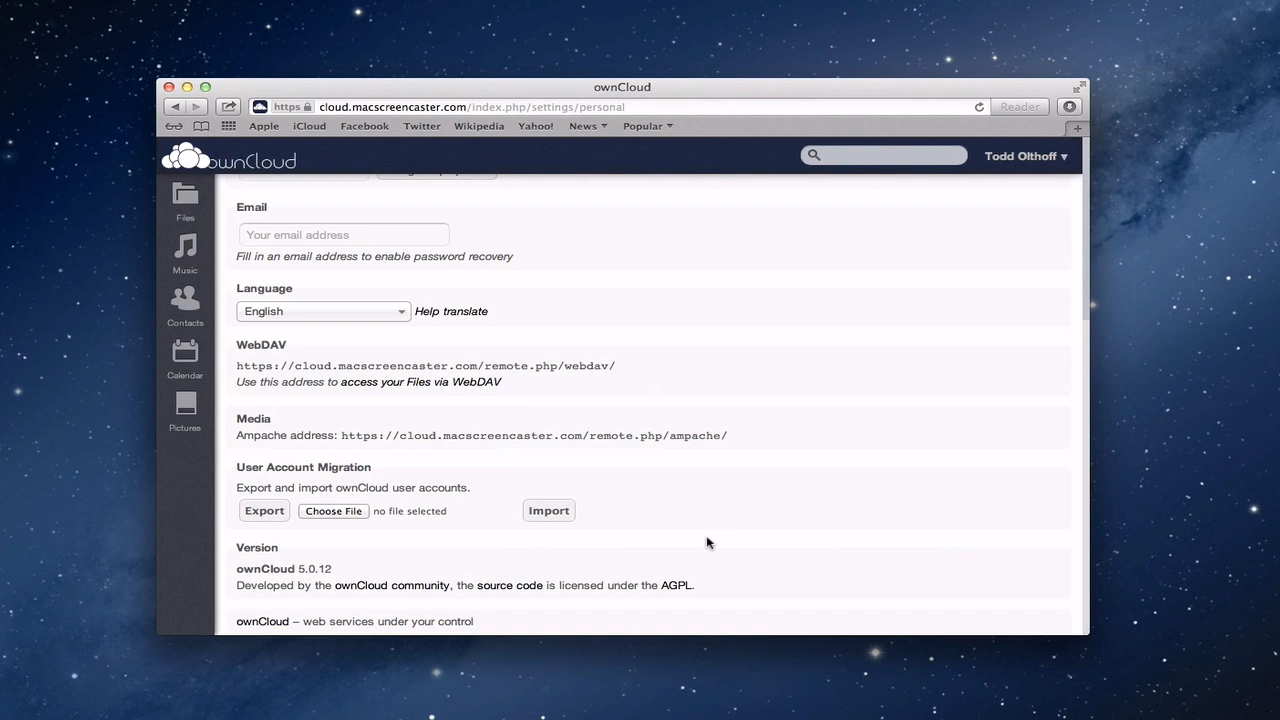 ownCloud
https cloud.macscreencaster.com/index.php/settings/personal Reader
Apple iCloud Facebook Twitter Wikipedia Yahoo! News Popular
ownCloud Todd Olthoff
Files
Music
Contacts
Calendar
Pictures
Email
Your email address
Fill in an email address to enable password recovery
Language
English Help translate
WebDAV
https://cloud.macscreencaster.com/remote.php/webdav/
Use this address to access your Files via WebDAV
Media
Ampache address: https://cloud.macscreencaster.com/remote.php/ampache/
User Account Migration
Export and import ownCloud user accounts.
Export Choose File no file selected Import
Version
ownCloud 5.0.12
Developed by the ownCloud community, the source code is licensed under the AGPL.
ownCloud – web services under your control